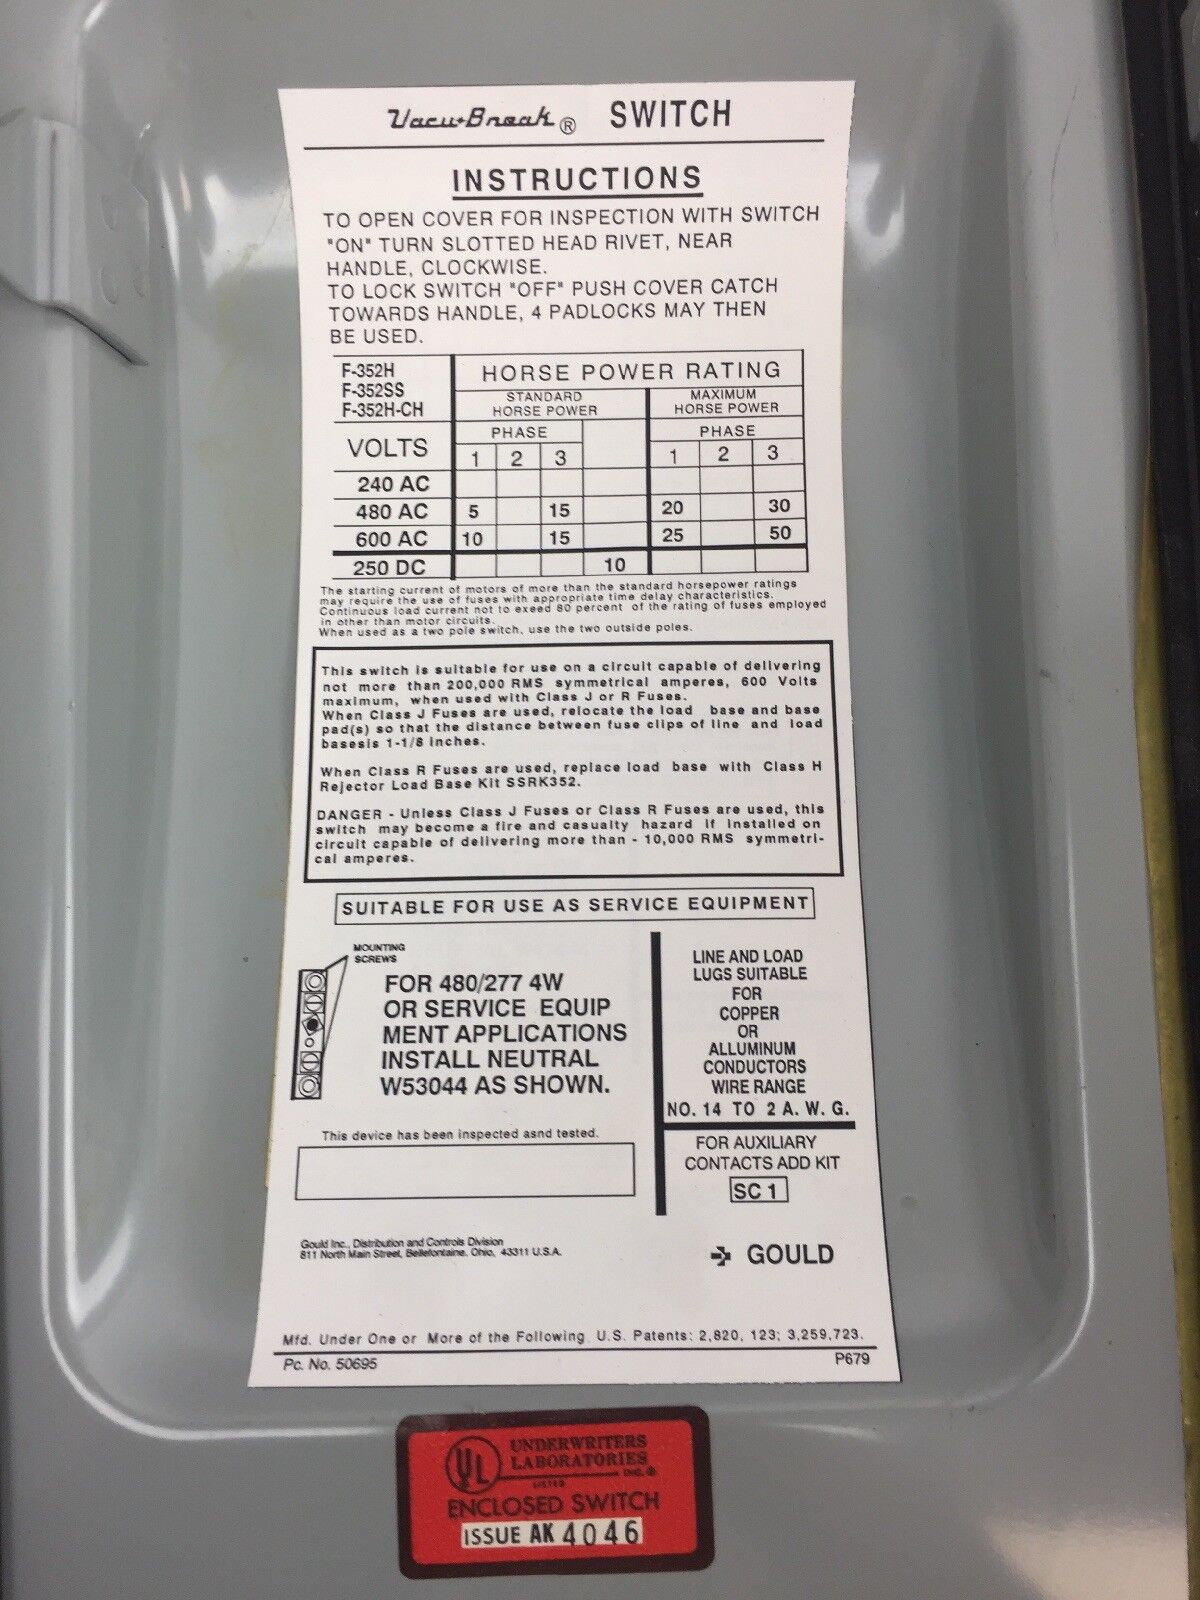 Vacu-Break ® SWITCH
INSTRUCTIONS
TO OPEN COVER FOR INSPECTION WITH SWITCH
"ON" TURN SLOTTED HEAD RIVET, NEAR
HANDLE, CLOCKWISE.
TO LOCK SWITCH "OFF" PUSH COVER CATCH
TOWARDS HANDLE, 4 PADLOCKS MAY THEN
BE USED.
F-352H
F-352SS
F-352H-CH
HORSE POWER RATING
STANDARD
HORSE POWER
MAXIMUM
HORSE POWER
VOLTS
PHASE
PHASE
1 2 3 1 2 3
240 AC
480 AC 5 15 20 30
600 AC 10 15 25 50
250 DC 10
The starting current of motors of more than the standard horsepower ratings
may require the use of fuses with appropriate time delay characteristics.
Continuous load current not to exceed 80 percent of the rating of fuses employed
in other than motor circuits.
When used as a two pole switch, use the two outside poles.
This switch is suitable for use on a circuit capable of delivering
not more than 200,000 RMS symmetrical amperes, 600 Volts
maximum, when used with Class J or R Fuses.
When Class J Fuses are used, relocate the load base and base
pad(s) so that the distance between fuse clips of line and load
basesis 1-1/8 inches.
When Class R Fuses are used, replace load base with Class H
Rejector Load Base Kit SSRK352.
DANGER - Unless Class J Fuses or Class R Fuses are used, this
switch may become a fire and casualty hazard if installed on
circuit capable of delivering more than - 10,000 RMS symmetri-
cal amperes.
SUITABLE FOR USE AS SERVICE EQUIPMENT
MOUNTING
SCREWS
FOR 480/277 4W
OR SERVICE EQUIP
MENT APPLICATIONS
INSTALL NEUTRAL
W53044 AS SHOWN.
This device has been inspected asnd tested.
LINE AND LOAD
LUGS SUITABLE
FOR
COPPER
OR
ALLUMINUM
CONDUCTORS
WIRE RANGE
NO. 14 TO 2 A. W. G.
FOR AUXILIARY
CONTACTS ADD KIT
SC 1
Gould Inc., Distribution and Controls Division
811 North Main Street, Bellefontaine, Ohio, 43311 U.S.A.
GOULD
Mfd. Under One or More of the Following U.S. Patents: 2,820, 123; 3,259,723.
Pc. No. 50695
P679
UL
UNDERWRITERS
LABORATORIES
INC. ®
LISTED
ENCLOSED SWITCH
ISSUE AK 4046